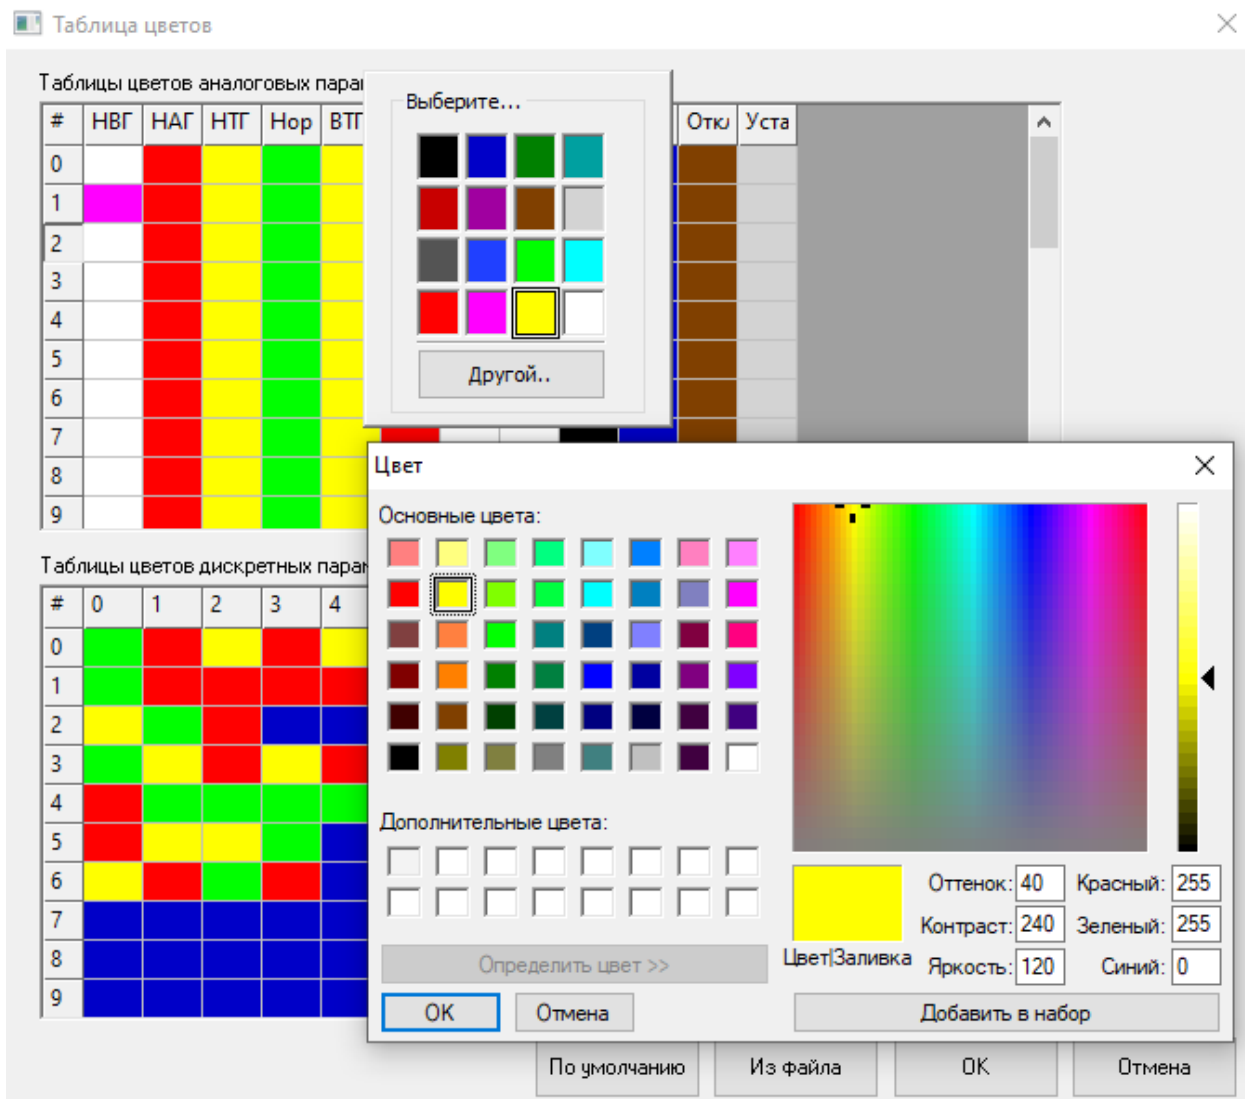 Таблица цветов
Таблицы цветов аналоговых пара
# НВГ НАГ НТГ Нор ВТГ Откл Уста
0
1
2
3
4
5
6
7
8
9
Выберите...
Другой..
Таблицы цветов дискретных парам
# 0 1 2 3 4
0
1
2
3
4
5
6
7
8
9
Цвет
Основные цвета:
Дополнительные цвета:
Определить цвет >>
OK Отмена
Цвет|Заливка
Оттенок: 40 Красный: 255
Контраст: 240 Зеленый: 255
Яркость: 120 Синий: 0
Добавить в набор
По умолчанию Из файла OK Отмена